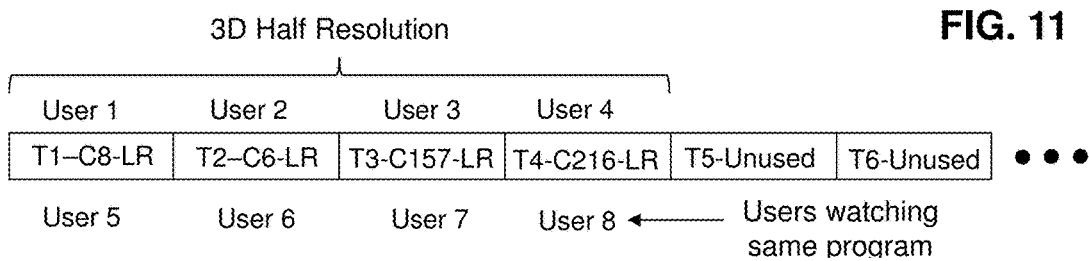 FIG. 11
3D Half Resolution
User 1 User 2 User 3 User 4
T1–C8-LR T2–C6-LR T3-C157-LR T4-C216-LR T5-Unused T6-Unused
User 5 User 6 User 7 User 8 Users watching
same program